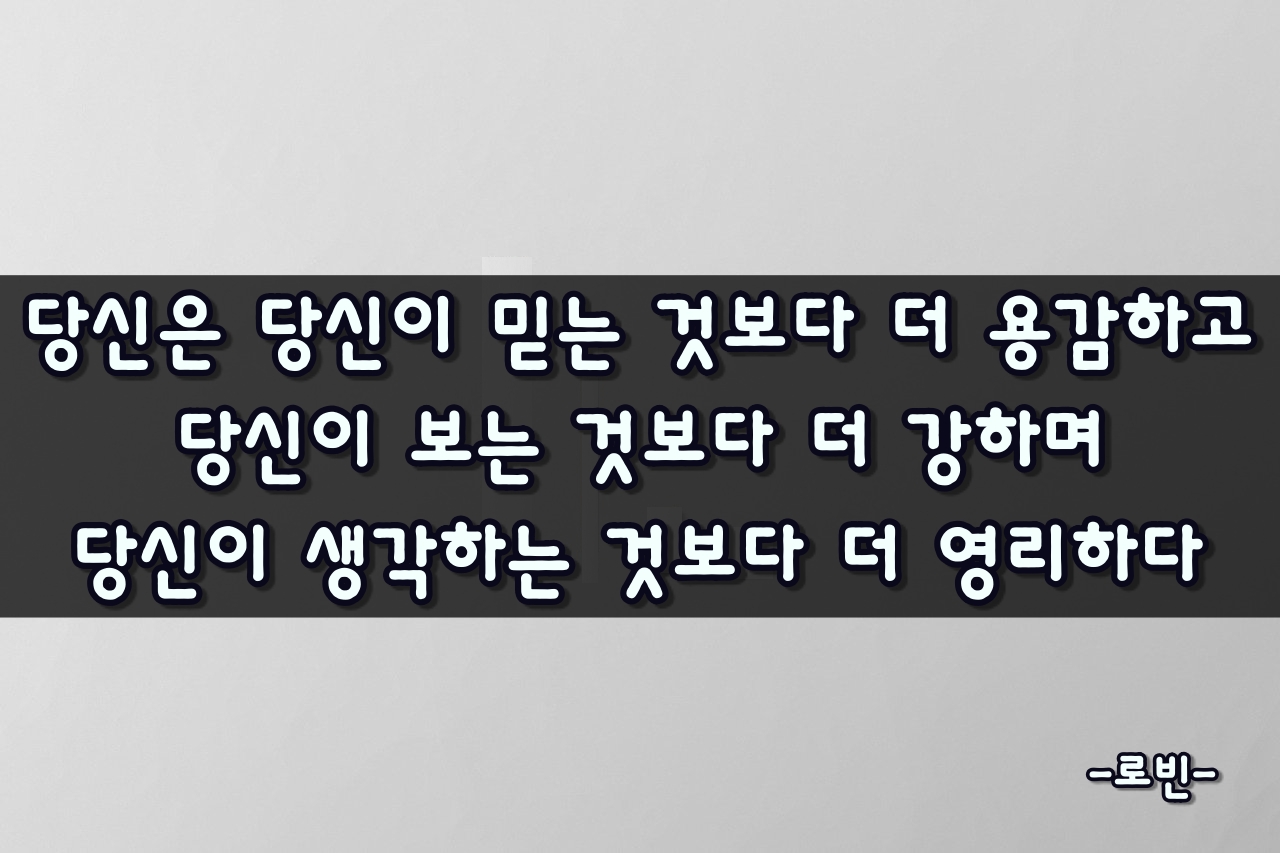 당신은 당신이 믿는 것보다 더 용감하고
당신이 보는 것보다 더 강하며
당신이 생각하는 것보다 더 영리하다
-로빈-